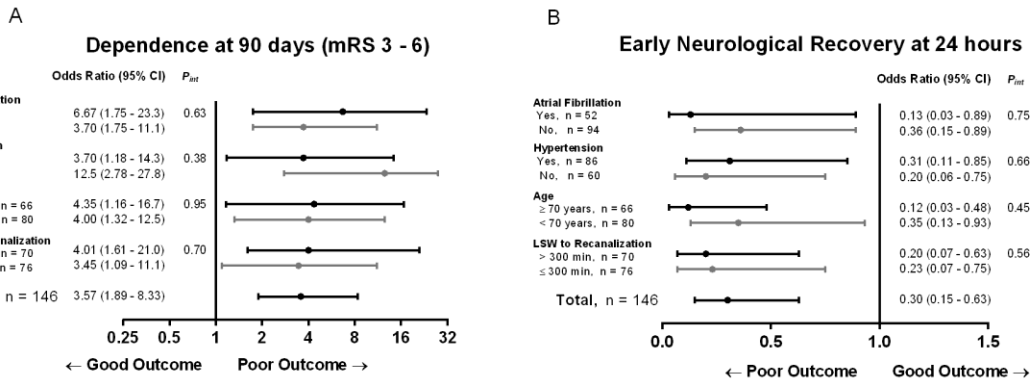 A
Dependence at 90 days (mRS 3 - 6)
Odds Ratio (95% CI) Pint
6.67 (1.75 - 23.3) 0.63
3.70 (1.75 - 11.1)
3.70 (1.18 - 14.3) 0.38
12.5 (2.78 - 27.8)
n = 66 4.35 (1.16 - 16.7) 0.95
n = 80 4.00 (1.32 - 12.5)
n = 70 4.01 (1.61 - 21.0) 0.70
n = 76 3.45 (1.09 - 11.1)
n = 146 3.57 (1.89 - 8.33)
0.25 0.5 1 2 4 8 16 32
← Good Outcome Poor Outcome →
B
Early Neurological Recovery at 24 hours
Odds Ratio (95% CI) Pint
Atrial Fibrillation
Yes, n = 52 0.13 (0.03 - 0.89) 0.75
No, n = 94 0.36 (0.15 - 0.89)
Hypertension
Yes, n = 86 0.31 (0.11 - 0.85) 0.66
No, n = 60 0.20 (0.06 - 0.75)
Age
≥ 70 years, n = 66 0.12 (0.03 - 0.48) 0.45
< 70 years, n = 80 0.35 (0.13 - 0.93)
LSW to Recanalization
> 300 min, n = 70 0.20 (0.07 - 0.63) 0.56
≤ 300 min, n = 76 0.23 (0.07 - 0.75)
Total, n = 146 0.30 (0.15 - 0.63)
0.0 0.5 1.0 1.5
← Poor Outcome Good Outcome →